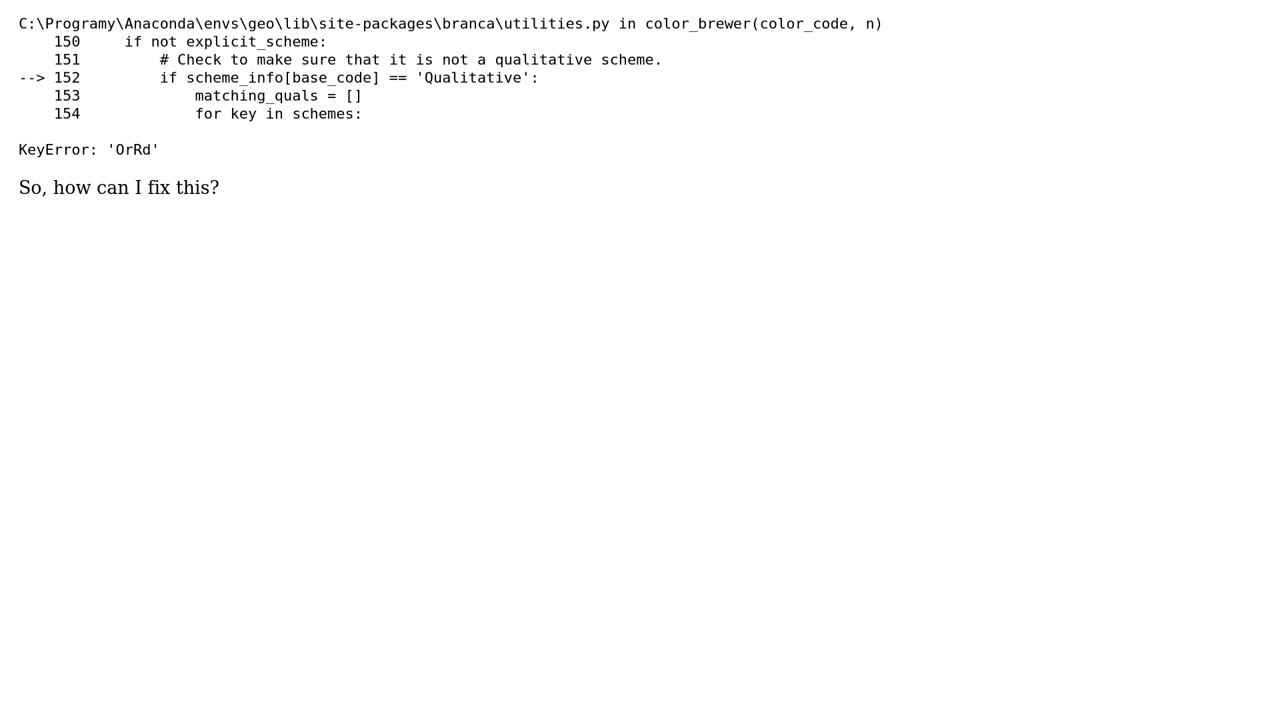 C:\Programy\Anaconda\envs\geo\lib\site-packages\branca\utilities.py in color_brewer(color_code, n)
    150     if not explicit_scheme:
    151         # Check to make sure that it is not a qualitative scheme.
--> 152         if scheme_info[base_code] == 'Qualitative':
    153             matching_quals = []
    154             for key in schemes:

KeyError: 'OrRd'

So, how can I fix this?